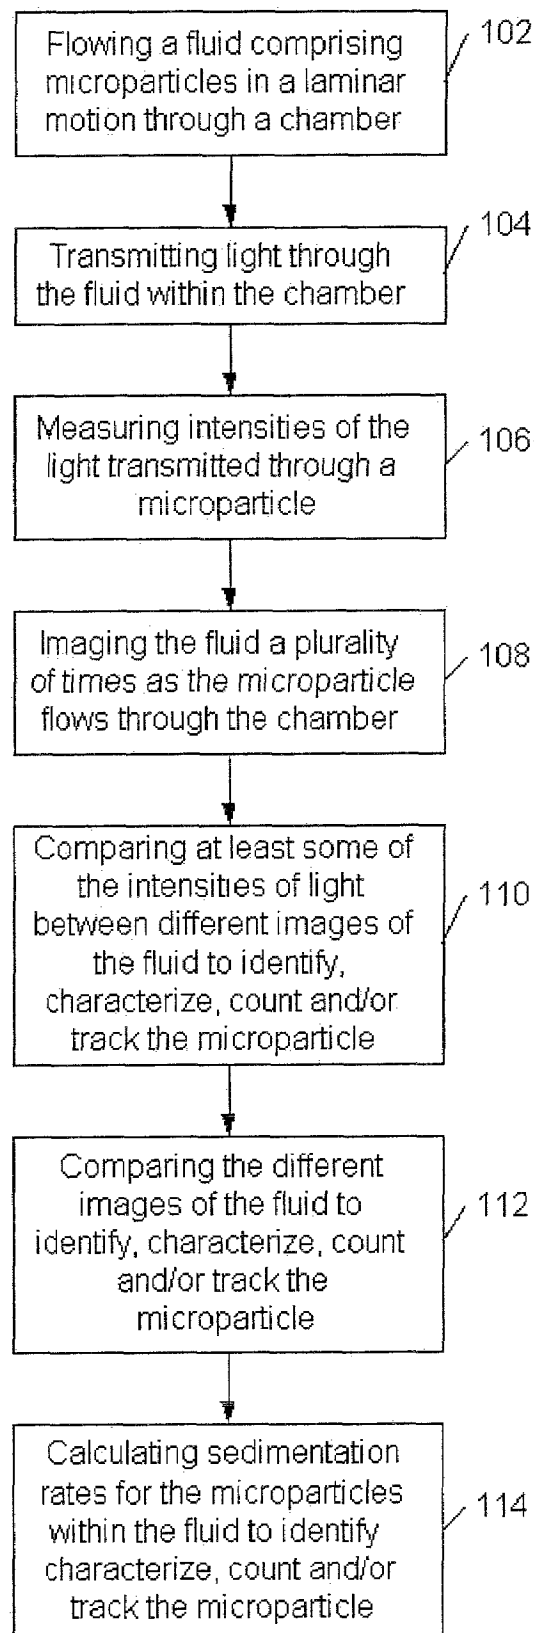 Flowing a fluid comprising
microparticles in a laminar
motion through a chamber
102
Transmitting light through
the fluid within the chamber
104
Measuring intensities of the
light transmitted through a
microparticle
106
Imaging the fluid a plurality
of times as the microparticle
flows through the chamber
108
Comparing at least some of
the intensities of light
between different images of
the fluid to identify,
characterize, count and/or
track the microparticle
110
Comparing the different
images of the fluid to
identify, characterize, count
and/or track the
microparticle
112
Calculating sedimentation
rates for the microparticles
within the fluid to identify
characterize, count and/or
track the microparticle
114